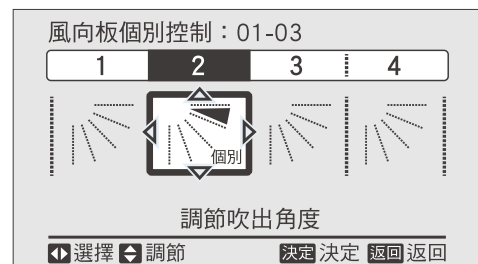 風向板個別控制：01-03
1 2 3 4
個別
調節吹出角度
選擇 調節 決定 決定 返回 返回